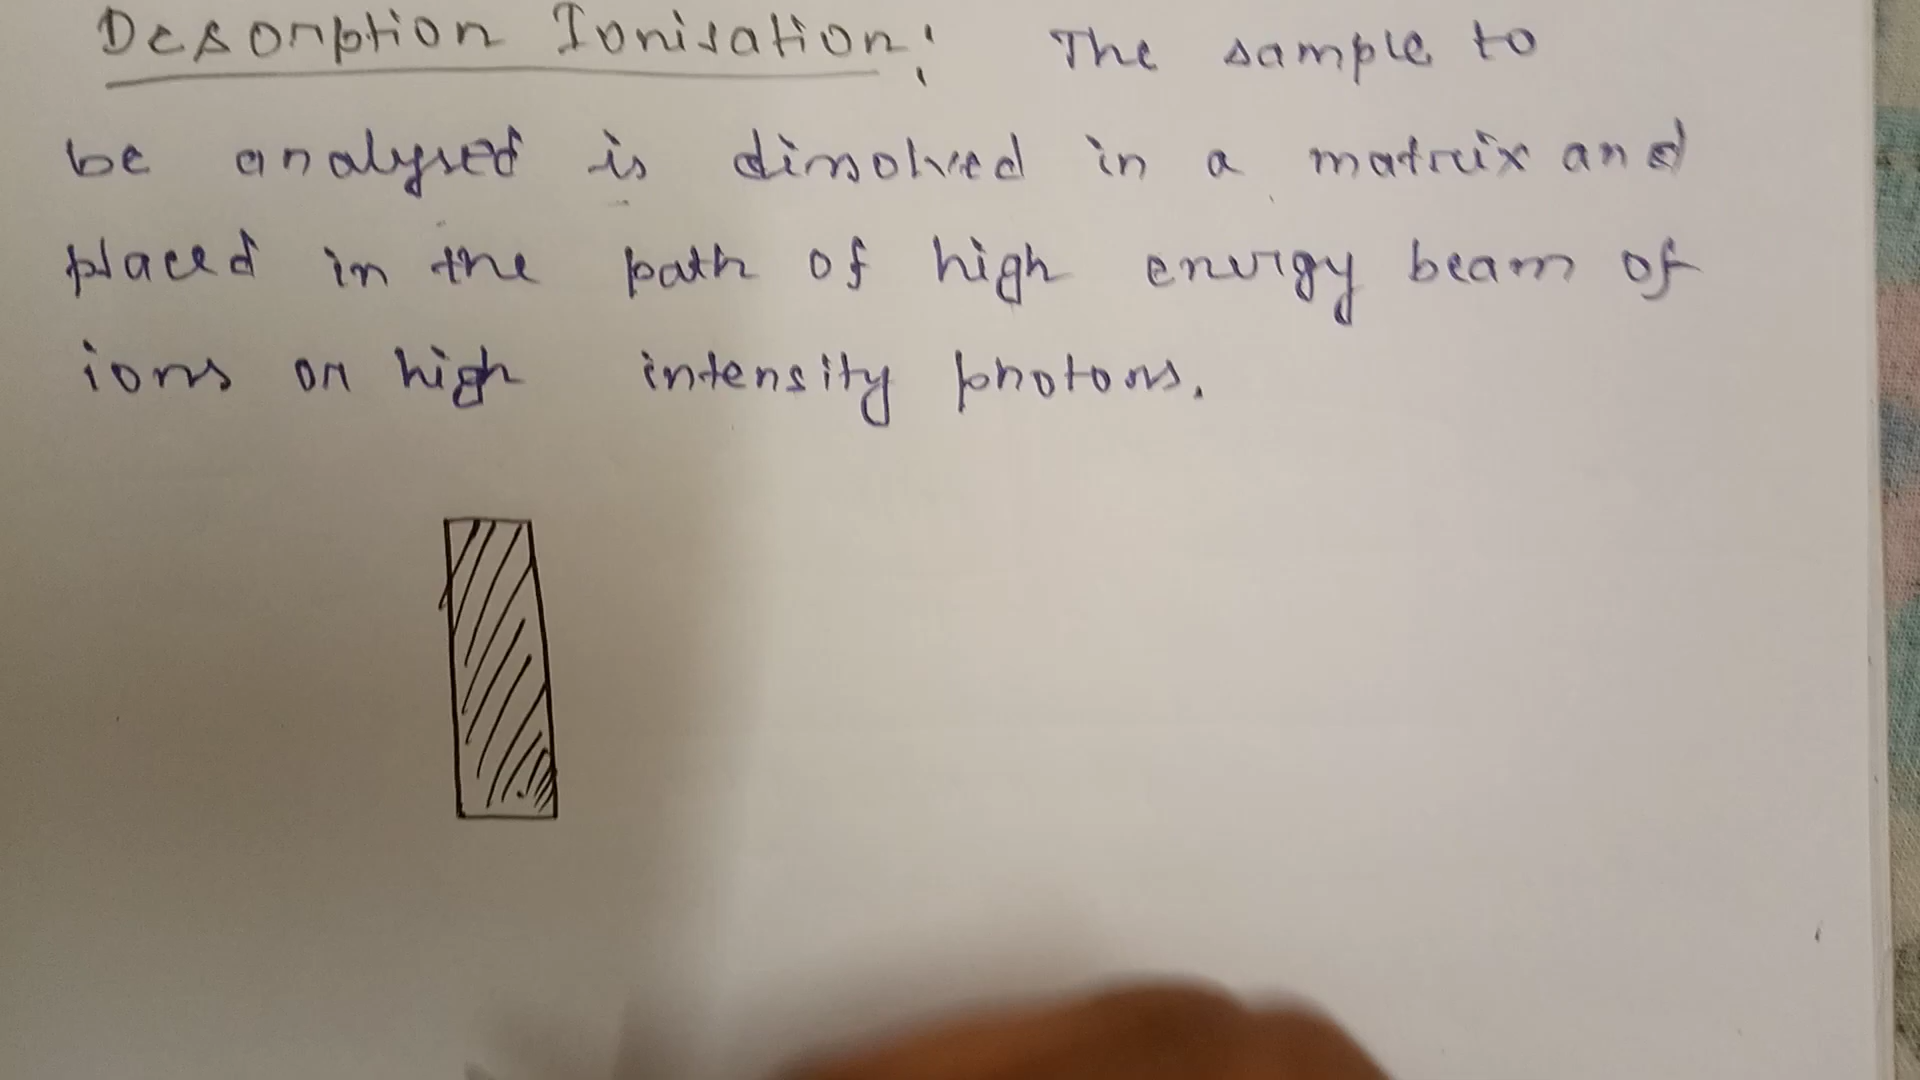 Desorption Ionisation: The sample to
be analysed is dissolved in a matrix and
placed in the path of high energy beam of
ions or high intensity photons.